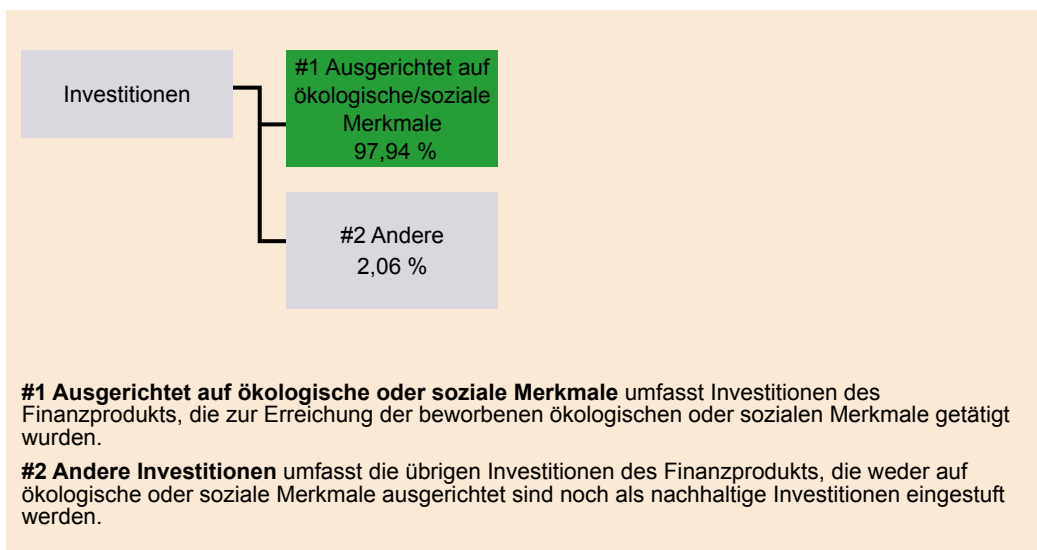 Investitionen
#1 Ausgerichtet auf
ökologische/soziale
Merkmale
97,94 %
#2 Andere
2,06 %
#1 Ausgerichtet auf ökologische oder soziale Merkmale umfasst Investitionen des
Finanzprodukts, die zur Erreichung der beworbenen ökologischen oder sozialen Merkmale getätigt
wurden.
#2 Andere Investitionen umfasst die übrigen Investitionen des Finanzprodukts, die weder auf
ökologische oder soziale Merkmale ausgerichtet sind noch als nachhaltige Investitionen eingestuft
werden.